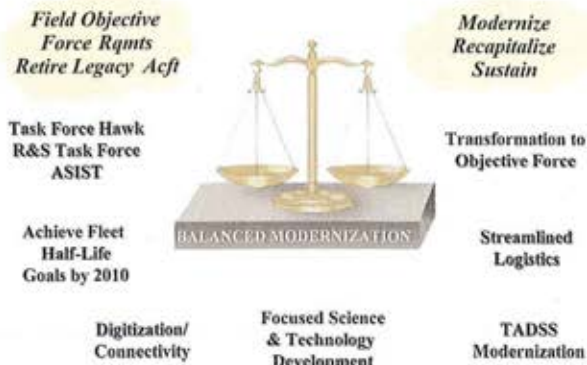 Field Objective
Force Rqmts
Retire Legacy Acft
Modernize
Recapitalize
Sustain
Task Force Hawk
R&S Task Force
ASIST
Transformation to
Objective Force
BALANCED MODERNIZATION
Achieve Fleet
Half-Life
Goals by 2010
Streamlined
Logistics
Digitization/
Connectivity
Focused Science
& Technology
Development
TADSS
Modernization